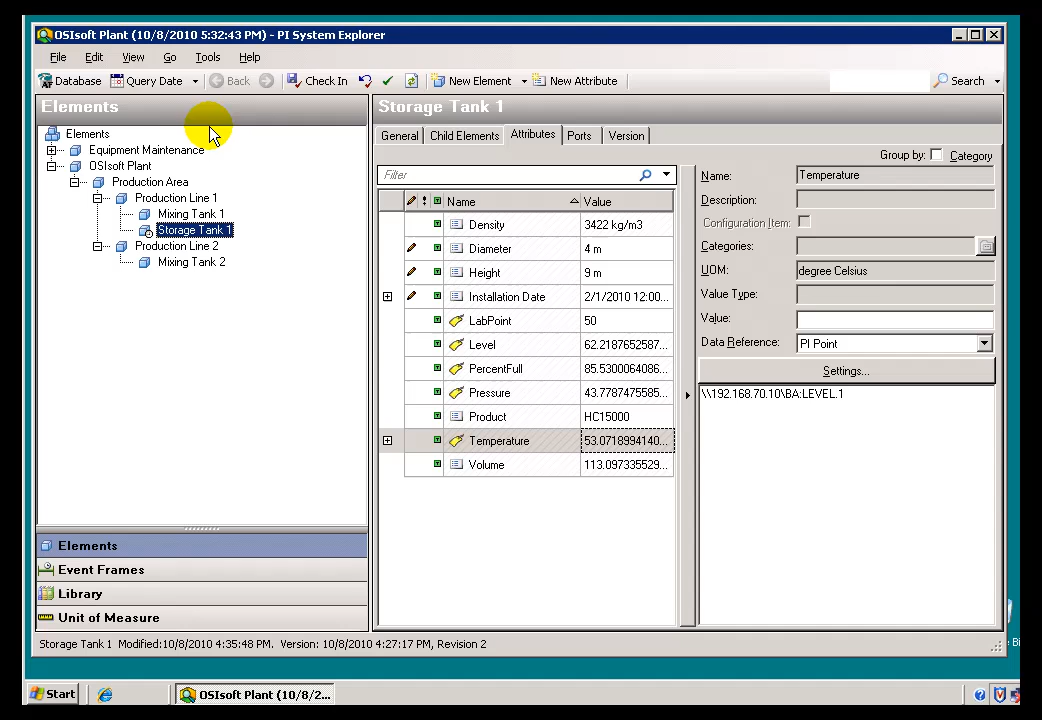 OSIsoft Plant (10/8/2010 5:32:43 PM) - PI System Explorer
File Edit View Go Tools Help
Database Query Date Back Check In New Element New Attribute Search
Elements
Elements
Equipment Maintenance
OSIsoft Plant
Production Area
Production Line 1
Mixing Tank 1
Storage Tank 1
Production Line 2
Mixing Tank 2
Elements
Event Frames
Library
Unit of Measure
Storage Tank 1
General Child Elements Attributes Ports Version
Group by: Category
Filter
Name Value
Density 3422 kg/m3
Diameter 4 m
Height 9 m
Installation Date 2/1/2010 12:00...
LabPoint 50
Level 62.2187652587...
PercentFull 85.5300064086...
Pressure 43.7787475585...
Product HC15000
Temperature 53.0718994140...
Volume 113.097335529...
Name: Temperature
Description:
Configuration Item:
Categories:
UOM: degree Celsius
Value Type:
Value:
Data Reference: PI Point
Settings...
\\192.168.70.10\BA:LEVEL.1
Storage Tank 1 Modified:10/8/2010 4:35:48 PM. Version: 10/8/2010 4:27:17 PM, Revision 2
Start OSIsoft Plant (10/8/2...